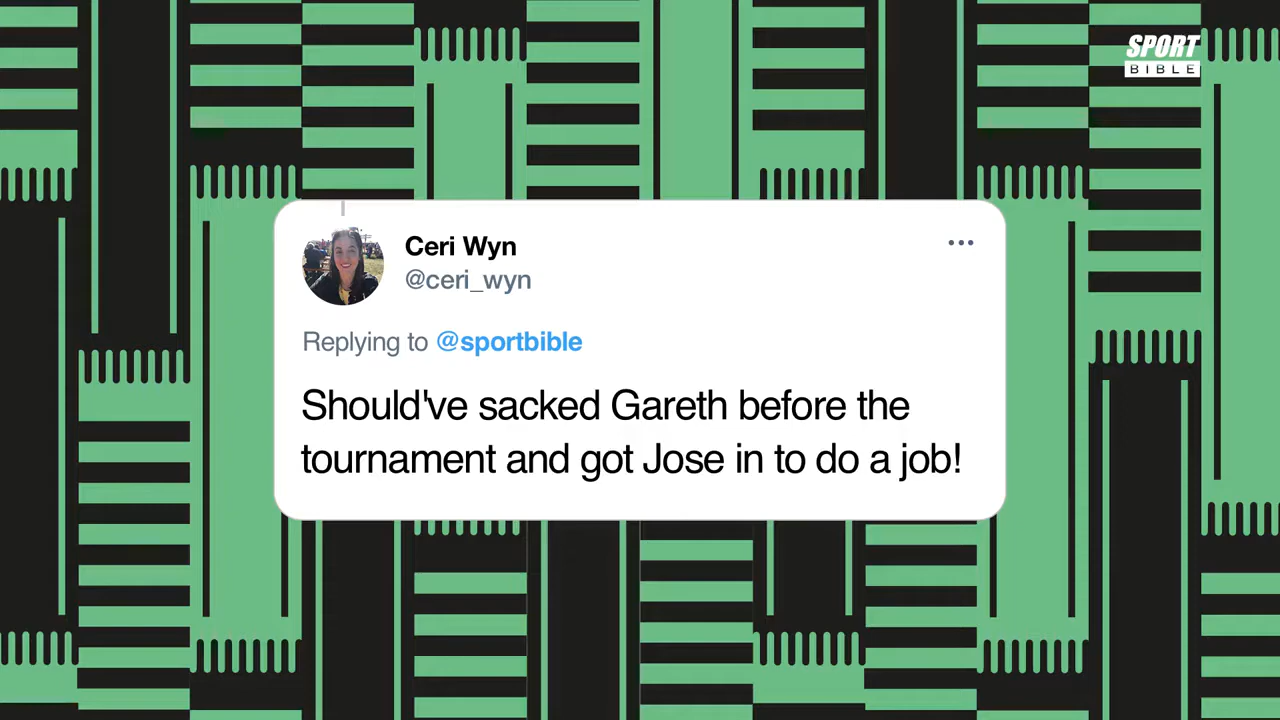 SPORT
BIBLE
Ceri Wyn
@ceri_wyn
Replying to @sportbible
Should've sacked Gareth before the
tournament and got Jose in to do a job!